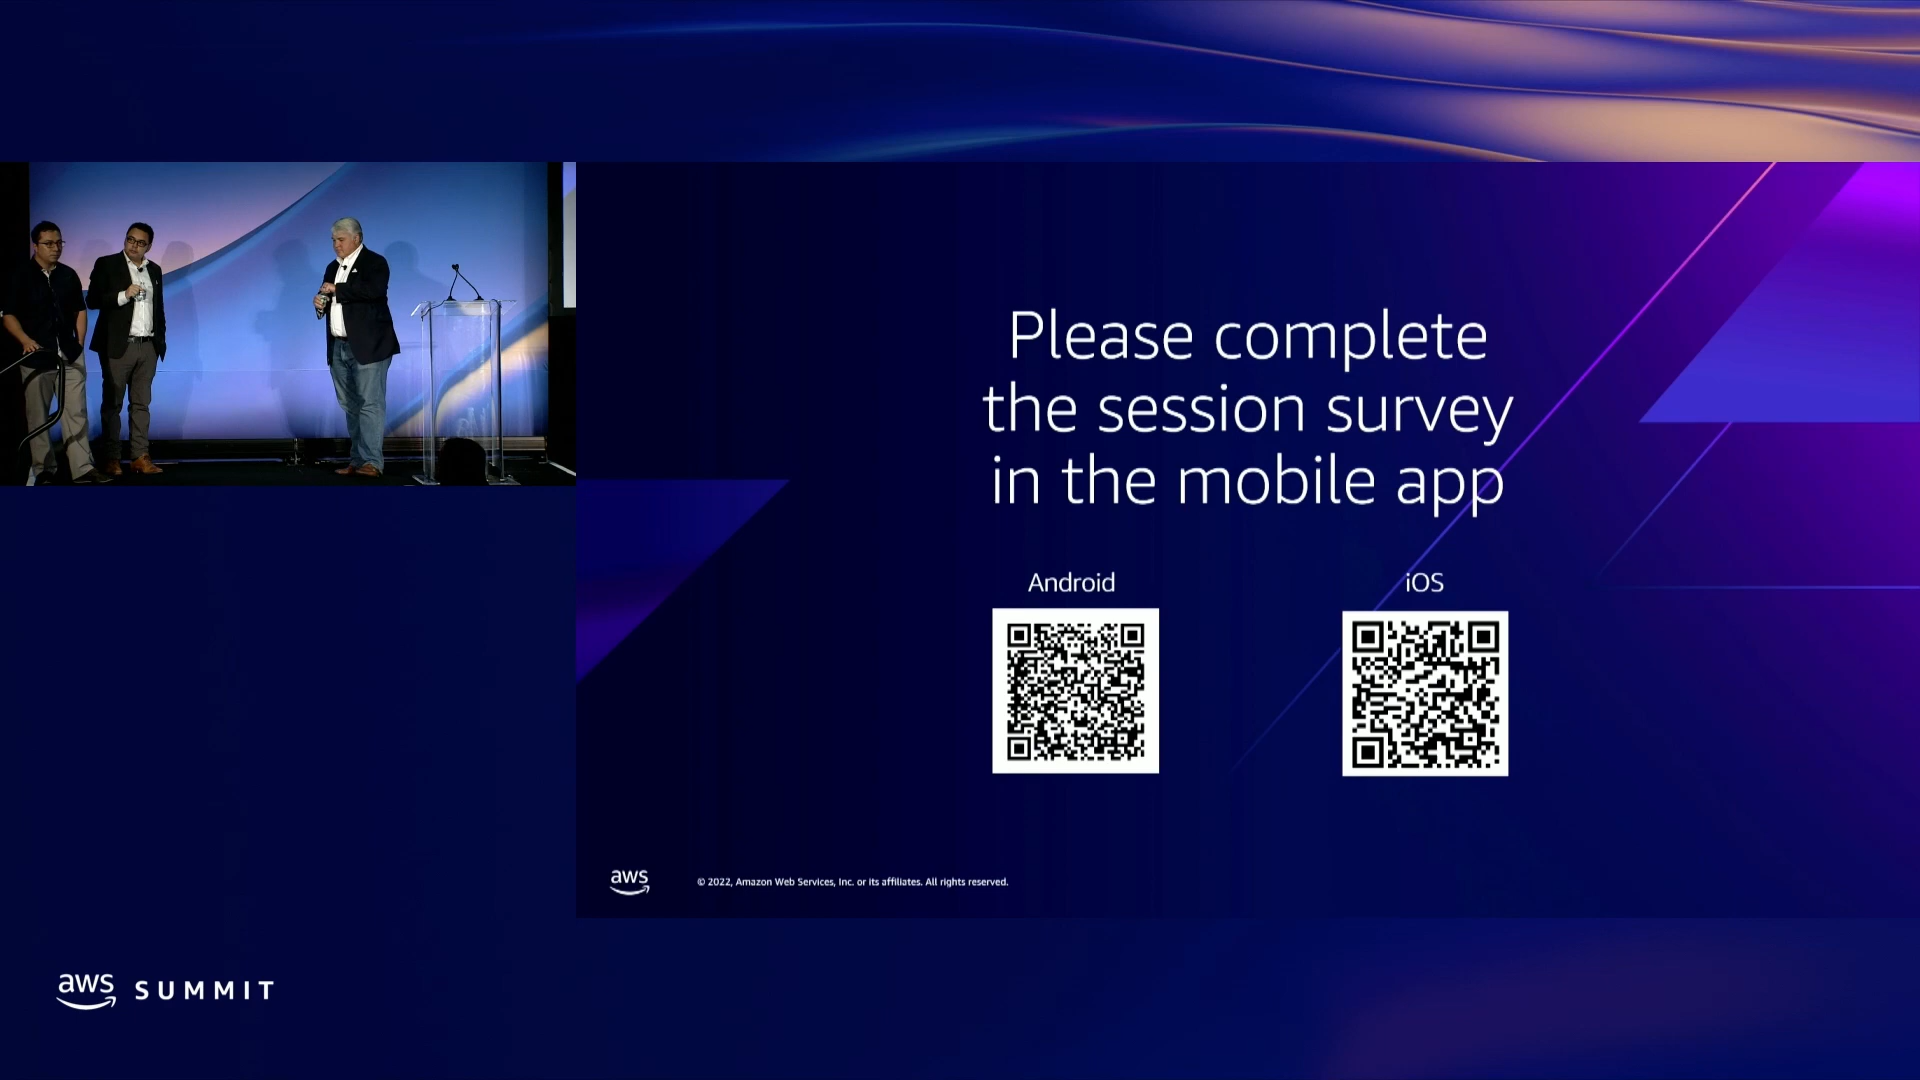 Please complete
the session survey
in the mobile app
Android
iOS
aws
© 2022, Amazon Web Services, Inc. or its affiliates. All rights reserved.
aws SUMMIT